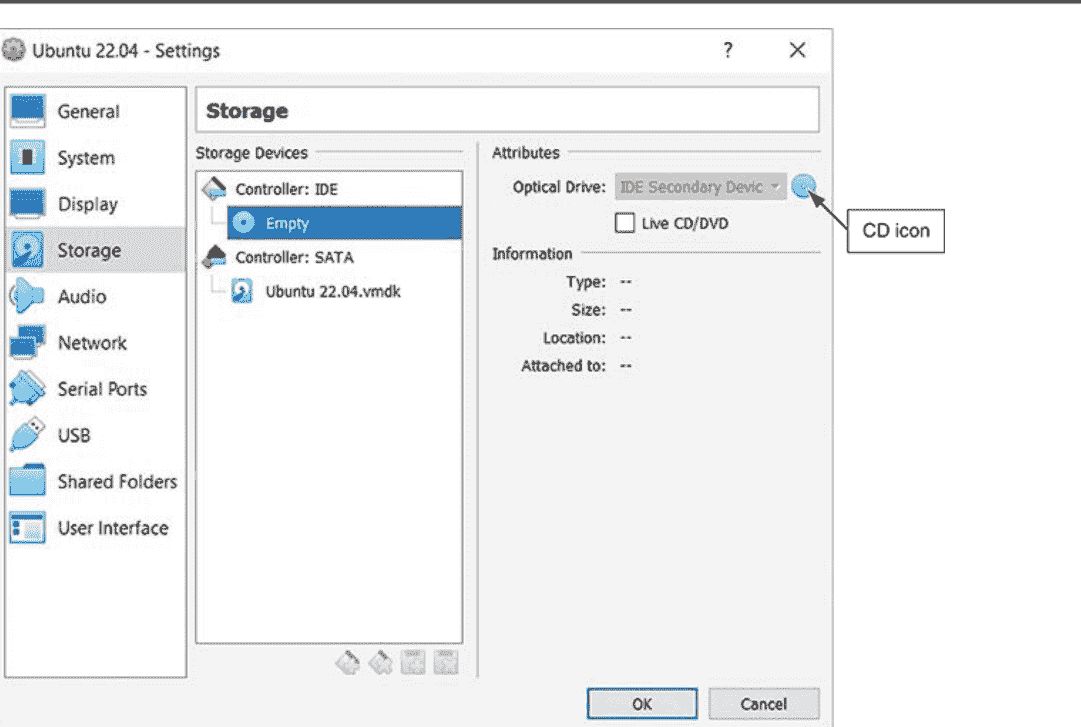 Ubuntu 22.04 - Settings ? ×
General
System
Display
Storage
Audio
Network
Serial Ports
USB
Shared Folders
User Interface
Storage
Storage Devices
Controller: IDE
Empty
Controller: SATA
Ubuntu 22.04.vmdk
Attributes
Optical Drive: IDE Secondary Devic
Live CD/DVD
Information
Type: --
Size: --
Location: --
Attached to: --
CD icon
OK Cancel